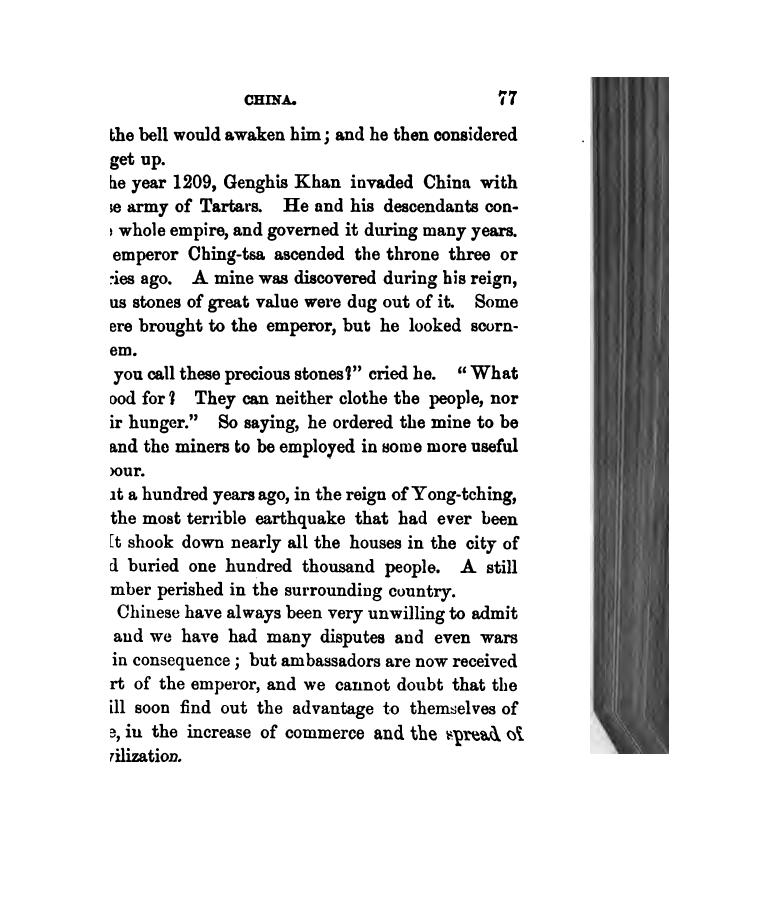 CHINA. 77
the bell would awaken him; and he then considered
get up.
he year 1209, Genghis Khan invaded China with
se army of Tartars. He and his descendants con-
whole empire, and governed it during many years.
emperor Ching-tsa ascended the throne three or
ries ago. A mine was discovered during his reign,
us stones of great value were dug out of it. Some
ere brought to the emperor, but he looked scorn-
em.
you call these precious stones?” cried he. “What
ood for? They can neither clothe the people, nor
ir hunger.” So saying, he ordered the mine to be
and the miners to be employed in some more useful
our.
ut a hundred years ago, in the reign of Yong-tching,
the most terrible earthquake that had ever been
It shook down nearly all the houses in the city of
d buried one hundred thousand people. A still
mber perished in the surrounding country.
Chinese have always been very unwilling to admit
and we have had many disputes and even wars
in consequence; but ambassadors are now received
rt of the emperor, and we cannot doubt that the
ill soon find out the advantage to themselves of
e, in the increase of commerce and the spread of
vilization.